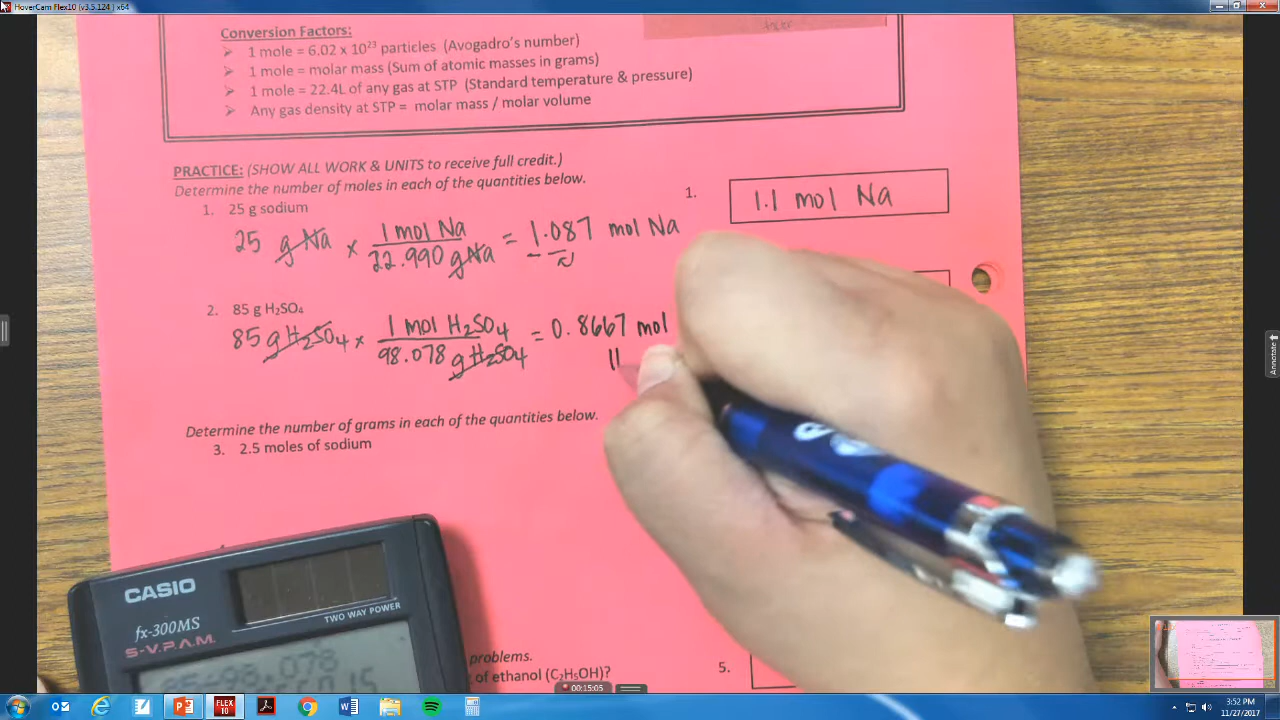 HoverCam Flex10 [v3.5.124 ] x64
Conversion Factors:
➢ 1 mole = 6.02 x 10²³ particles (Avogadro's number)
➢ 1 mole = molar mass (Sum of atomic masses in grams)
➢ 1 mole = 22.4L of any gas at STP (Standard temperature & pressure)
➢ Any gas density at STP = molar mass / molar volume
PRACTICE: (SHOW ALL WORK & UNITS to receive full credit.)
Determine the number of moles in each of the quantities below.
1. 25 g sodium
1.
1.1 mol Na
25 g Na × 1 mol Na = 1.087 mol Na
22.990 g Na
2. 85 g H₂SO₄
85 g H₂SO₄ × 1 mol H₂SO₄ = 0.8667 mol
98.078 g H₂SO₄
Determine the number of grams in each of the quantities below.
3. 2.5 moles of sodium
CASIO
fx-300MS
S-V.P.A.M.
TWO WAY POWER
problems.
of ethanol (C₂H₅OH)?
5.
00:15:05
Annotate
FLEX
10
3:52 PM
11/27/2017